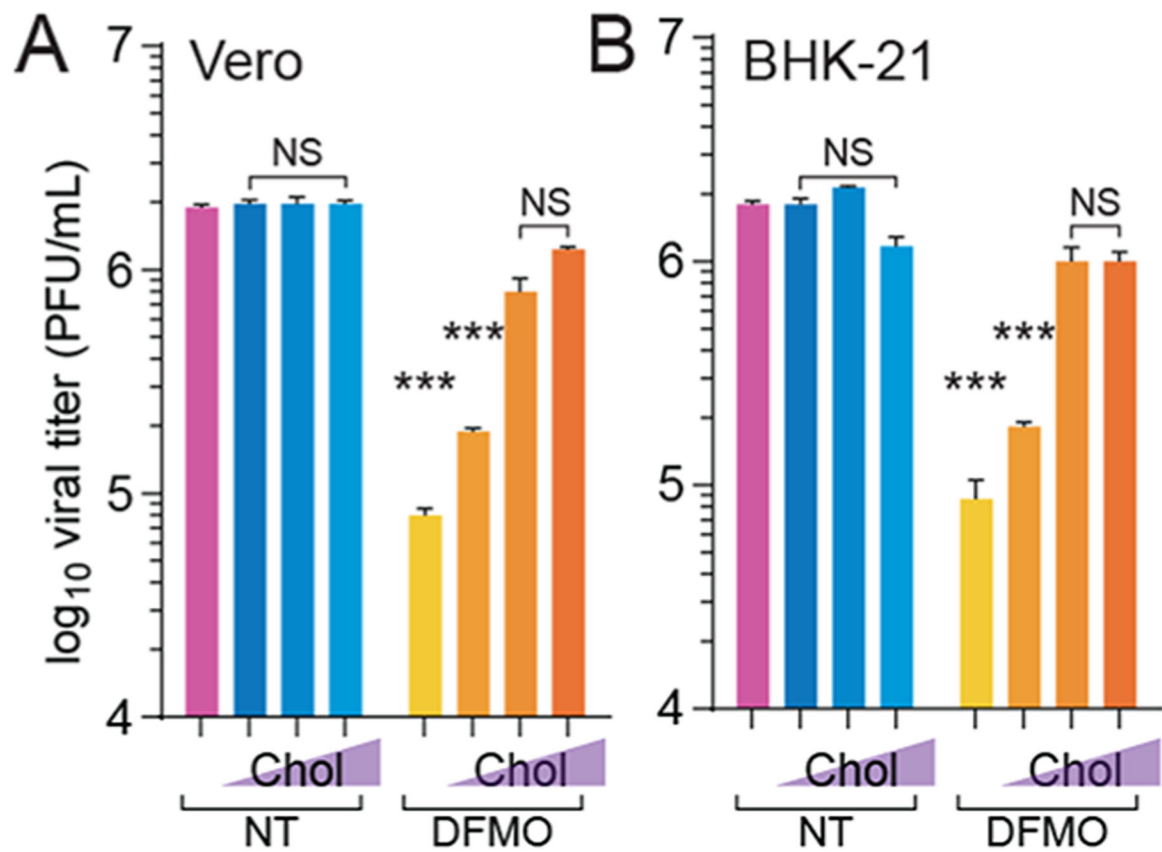 A Vero
7
6
5
4
log10 viral titer (PFU/mL)
NS
***
***
NS
Chol
Chol
NT
DFMO
B BHK-21
7
6
5
4
NS
***
***
NS
Chol
Chol
NT
DFMO